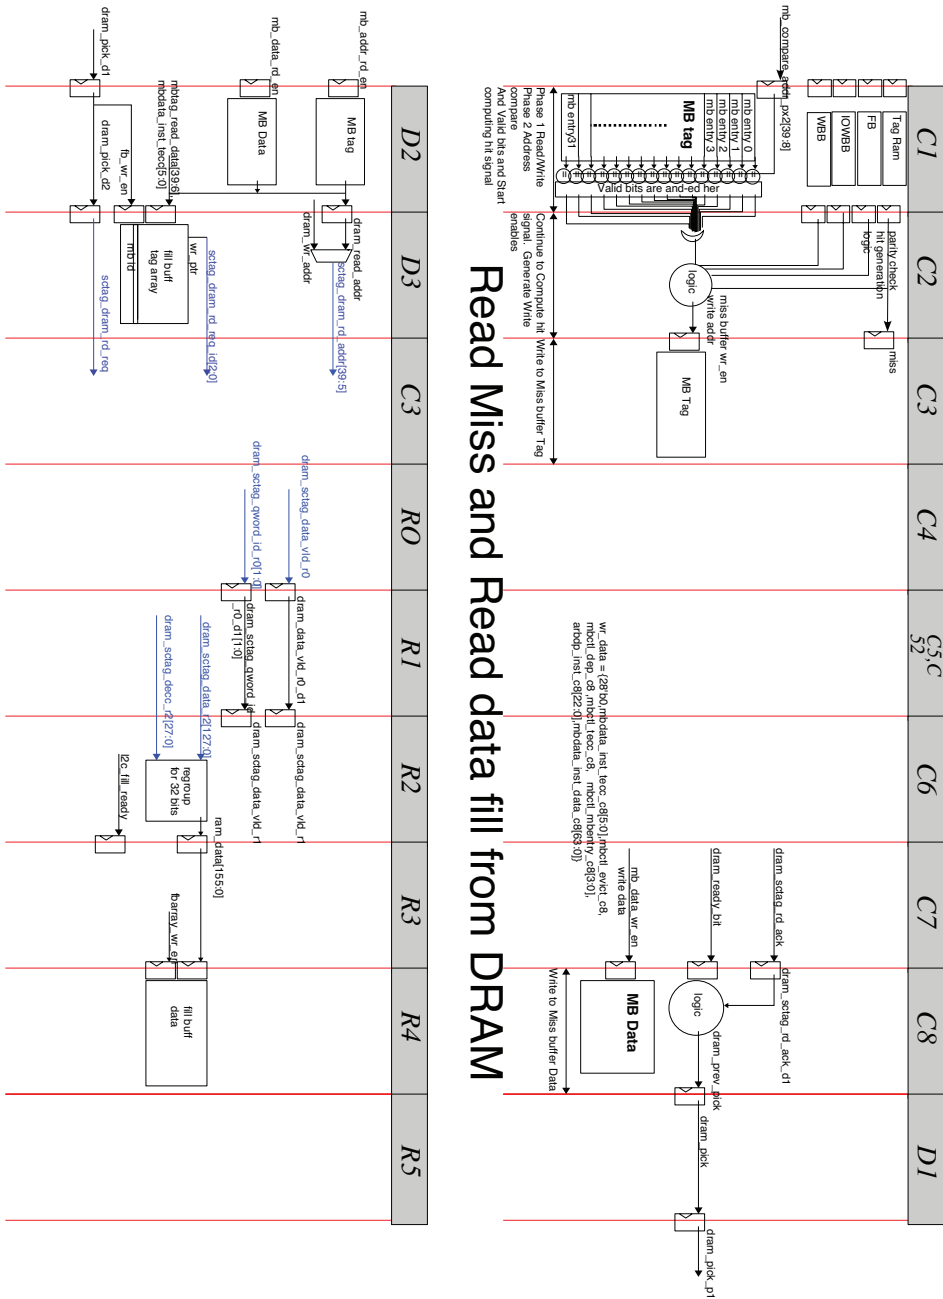 C1
C2
C3
C4
C5,C
52
C6
C7
C8
D1
Tag Ram
FB
IOWBB
WBB
mb_compare_addr_px2[39:8]
mb entry 0
mb entry 1
mb entry 2
mb entry 3
MB tag
mb entry31
= = = = = = = = = = = = =
Valid bits are and-ed her
Phase 1 Read/Write
Phase 2 Address
compare
And Valid bits and Start
computing hit signal
parity check
hit generation
logic
miss
logic
miss buffer wr_en
write addr
Continue to Compute hit
signal. Generate Write
enables
MB Tag
Write to Miss buffer Tag
wr_data = {28'b0,mbdata_inst_tecc_c8[5:0],mbctl_evict_c8,
mbctl_dep_c8 ,mbctl_tecc_c8, mbctl_mbentry_c8[3:0],
arbdp_inst_c8[22:0],mbdata_inst_data_c8[63:0]}
dram_sctag_rd_ack
dram_ready_bit
mb_data_wr_en
write data
dram_sctag_rd_ack_d1
logic
MB Data
Write to Miss buffer Data
dram_prev_pick
dram_pick
dram_pick_p1
Read Miss and Read data fill from DRAM
D2
D3
C3
RO
R1
R2
R3
R4
R5
mb_addr_rd_en
MB tag
mb_data_rd_en
MB Data
mbtag_read_data[39:6]
mbdata_inst_tecc[5:0]
fb_wr_en
dram_pick_d1
dram_pick_d2
dram_read_addr
dram_wr_addr
sctag_dram_rd_addr[39:5]
wr_ptr
fill buff
tag array
mb id
sctag_dram_rd_req_id[2:0]
sctag_dram_rd_req
dram_sctag_data_vld_r0
dram_sctag_qword_id_r0[1:0]
dram_data_vld_r0_d1
dram_sctag_qword_id
_r0_d1[1:0]
dram_sctag_data_vld_r1
dram_sctag_data_vld_r1
dram_sctag_data_r2[127:0]
dram_sctag_decc_r2[27:0]
regroup
for 32 bits
l2c_fill_ready
ram_data[155:0]
fbarray_wr_en
fill buff
data